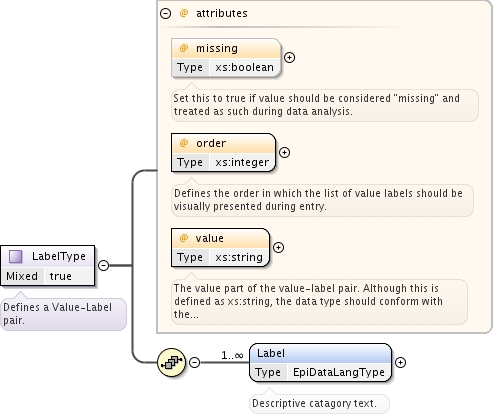 @ attributes
@ missing
Type xs:boolean
Set this to true if value should be considered "missing" and
treated as such during data analysis.
@ order
Type xs:integer
Defines the order in which the list of value labels should be
visually presented during entry.
@ value
Type xs:string
The value part of the value-label pair. Although this is
defined as xs:string, the data type should conform with
the...
LabelType
Mixed true
Defines a Value-Label
pair.
1..∞
Label
Type EpiDataLangType
Descriptive catagory text.